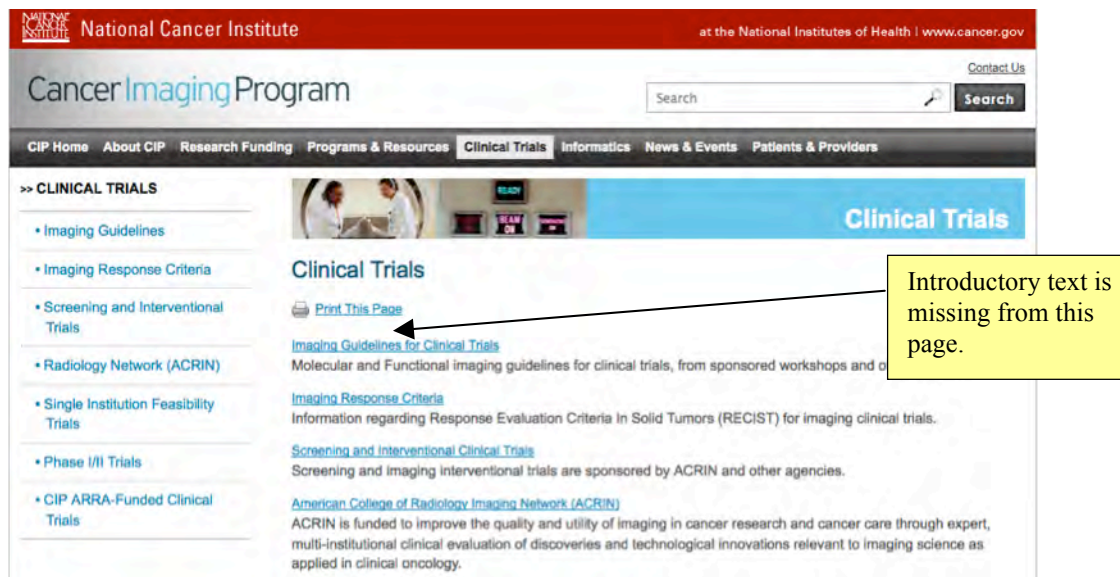 NATIONAL CANCER INSTITUTE
National Cancer Institute
at the National Institutes of Health | www.cancer.gov
Contact Us
Cancer Imaging Program
Search
Search
CIP Home About CIP Research Funding Programs & Resources Clinical Trials Informatics News & Events Patients & Providers
>> CLINICAL TRIALS
• Imaging Guidelines
• Imaging Response Criteria
• Screening and Interventional
Trials
• Radiology Network (ACRIN)
• Single Institution Feasibility
Trials
• Phase I/II Trials
• CIP ARRA-Funded Clinical
Trials
READY
BEAM
ON
Clinical Trials
Clinical Trials
Print This Page
Imaging Guidelines for Clinical Trials
Molecular and Functional imaging guidelines for clinical trials, from sponsored workshops and o
Imaging Response Criteria
Information regarding Response Evaluation Criteria In Solid Tumors (RECIST) for imaging clinical trials.
Screening and Interventional Clinical Trials
Screening and imaging interventional trials are sponsored by ACRIN and other agencies.
American College of Radiology Imaging Network (ACRIN)
ACRIN is funded to improve the quality and utility of imaging in cancer research and cancer care through expert,
multi-institutional clinical evaluation of discoveries and technological innovations relevant to imaging science as
applied in clinical oncology.
Introductory text is
missing from this
page.